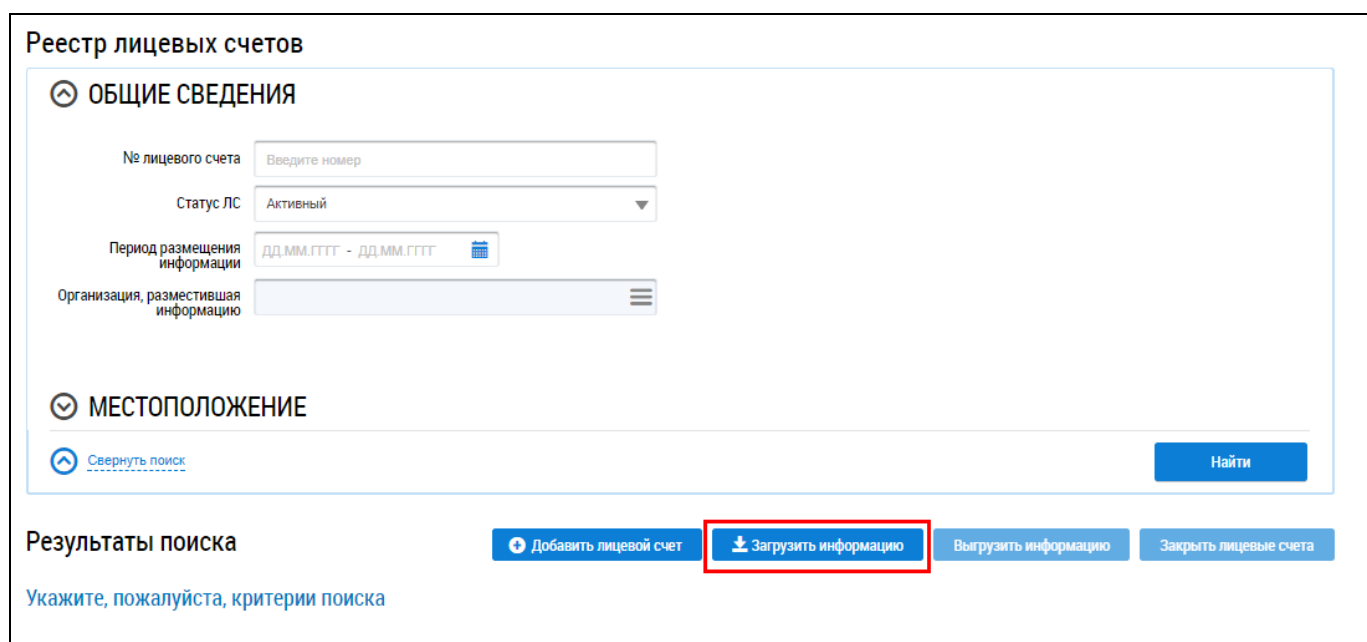 Реестр лицевых счетов
ОБЩИЕ СВЕДЕНИЯ
№ лицевого счета
Введите номер
Статус ЛС
Активный
Период размещения
информации
ДД.ММ.ГГГГ - ДД.ММ.ГГГГ
Организация, разместившая
информацию
МЕСТОПОЛОЖЕНИЕ
Свернуть поиск
Найти
Результаты поиска
Добавить лицевой счет
Загрузить информацию
Выгрузить информацию
Закрыть лицевые счета
Укажите, пожалуйста, критерии поиска